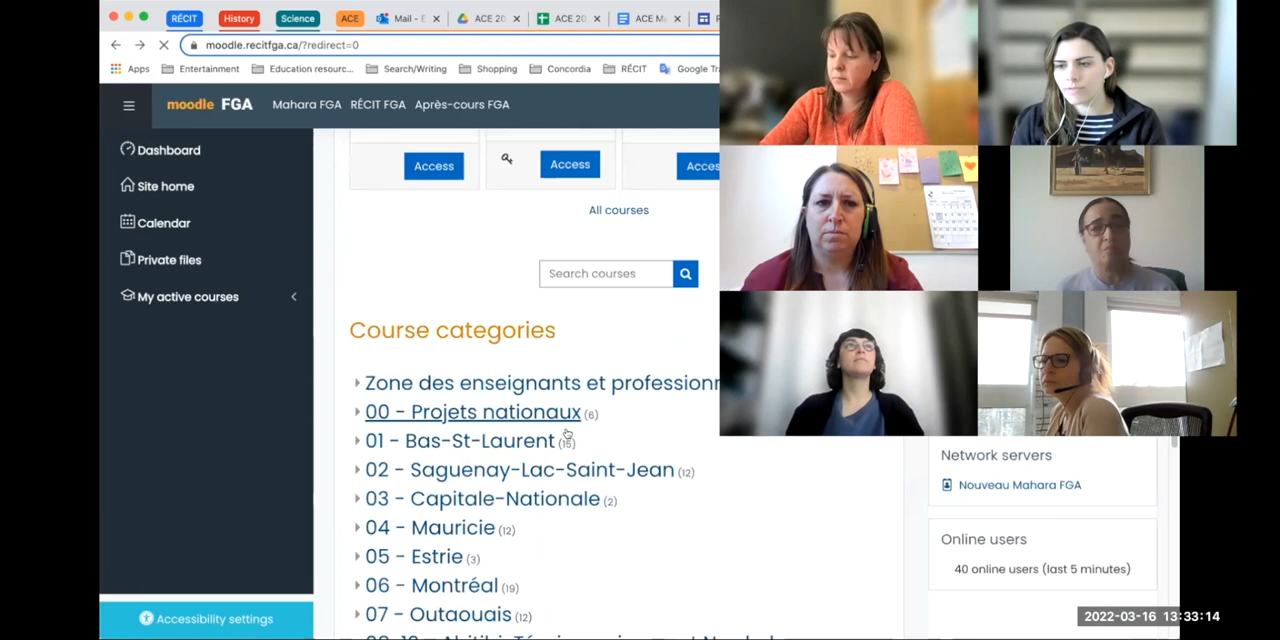 RÉCIT History Science ACE Mail - E ACE 20 ACE 20 ACE M
moodle.recitfga.ca/?redirect=0
Apps Entertainment Education resourc... Search/Writing Shopping Concordia RÉCIT Google Tr
moodle FGA Mahara FGA RÉCIT FGA Après-cours FGA
Dashboard
Site home
Calendar
Private files
My active courses
Accessibility settings
Access Access Acces
All courses
Search courses
Course categories
Zone des enseignants et professionn
00 - Projets nationaux (6)
01 - Bas-St-Laurent (15)
02 - Saguenay-Lac-Saint-Jean (12)
03 - Capitale-Nationale (2)
04 - Mauricie (12)
05 - Estrie (3)
06 - Montréal (19)
07 - Outaouais (12)
Network servers
Nouveau Mahara FGA
Online users
40 online users (last 5 minutes)
2022-03-16 13:33:14